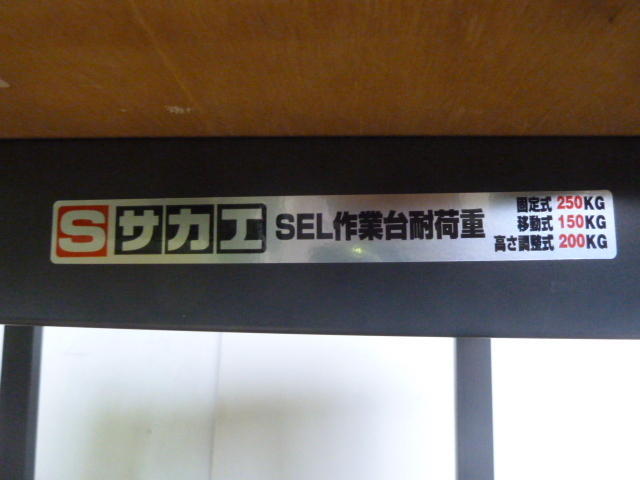 Sサカエ SEL作業台耐荷重
固定式 250KG
移動式 150KG
高さ調整式 200KG